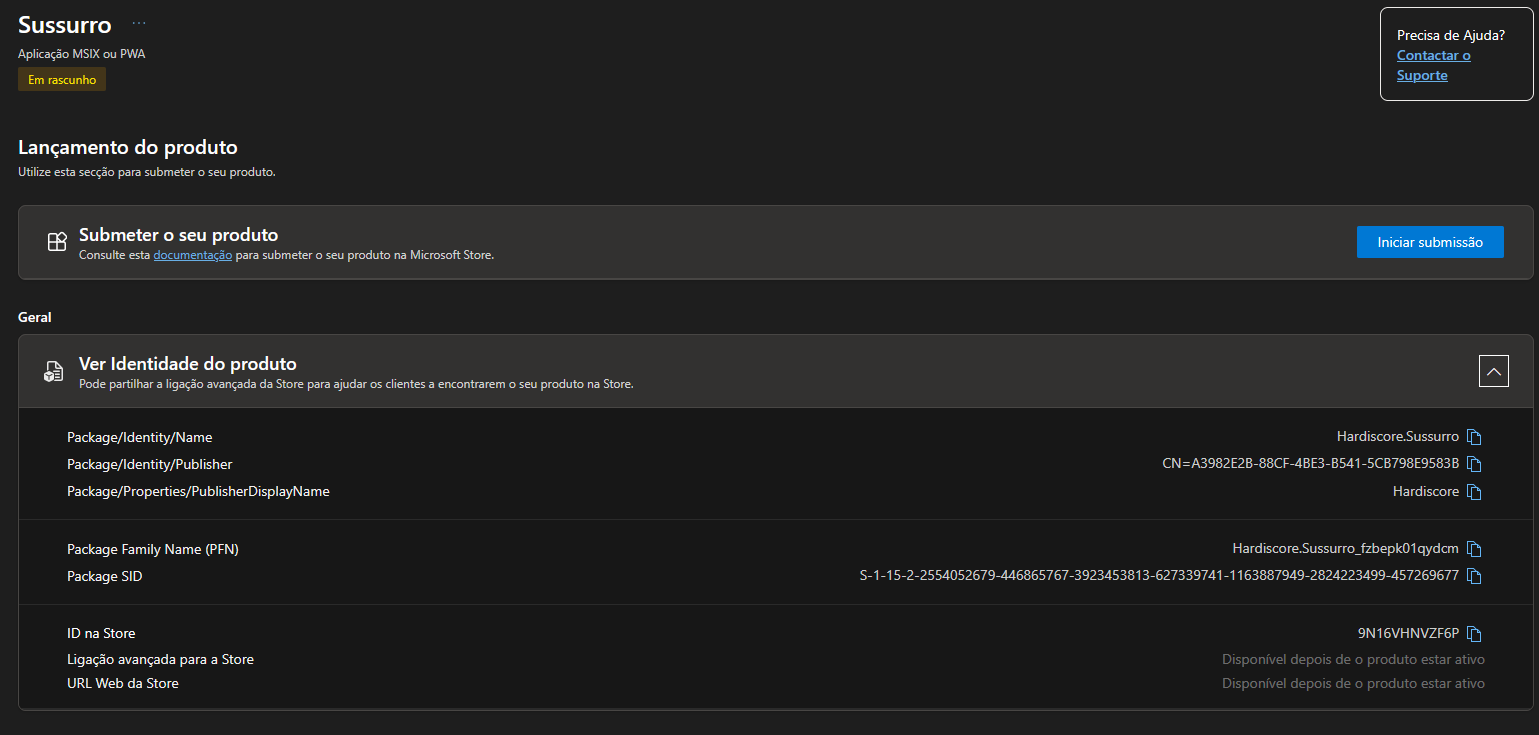 Sussurro ...
Aplicação MSIX ou PWA
Em rascunho
Precisa de Ajuda?
Contactar o
Suporte
Lançamento do produto
Utilize esta secção para submeter o seu produto.
Submeter o seu produto
Consulte esta documentação para submeter o seu produto na Microsoft Store.
Iniciar submissão
Geral
Ver Identidade do produto
Pode partilhar a ligação avançada da Store para ajudar os clientes a encontrarem o seu produto na Store.
Package/Identity/Name Hardiscore.Sussurro
Package/Identity/Publisher CN=A3982E2B-88CF-4BE3-B541-5CB798E9583B
Package/Properties/PublisherDisplayName Hardiscore
Package Family Name (PFN) Hardiscore.Sussurro_fzbepk01qydcm
Package SID S-1-15-2-2554052679-446865767-3923453813-627339741-1163887949-2824223499-457269677
ID na Store 9N16VHNVZF6P
Ligação avançada para a Store Disponível depois de o produto estar ativo
URL Web da Store Disponível depois de o produto estar ativo